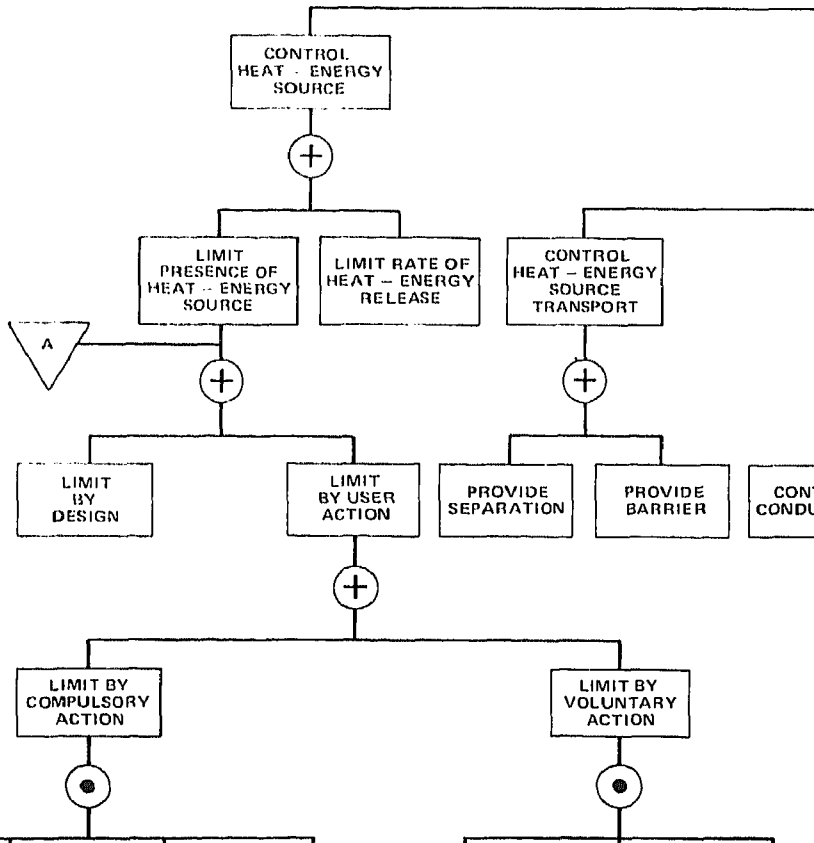 CONTROL
HEAT - ENERGY
SOURCE
LIMIT
PRESENCE OF
HEAT - ENERGY
SOURCE
LIMIT RATE OF
HEAT – ENERGY
RELEASE
CONTROL
HEAT – ENERGY
SOURCE
TRANSPORT
A
LIMIT
BY
DESIGN
LIMIT
BY USER
ACTION
PROVIDE
SEPARATION
PROVIDE
BARRIER
CONT
CONDU
LIMIT BY
COMPULSORY
ACTION
LIMIT BY
VOLUNTARY
ACTION